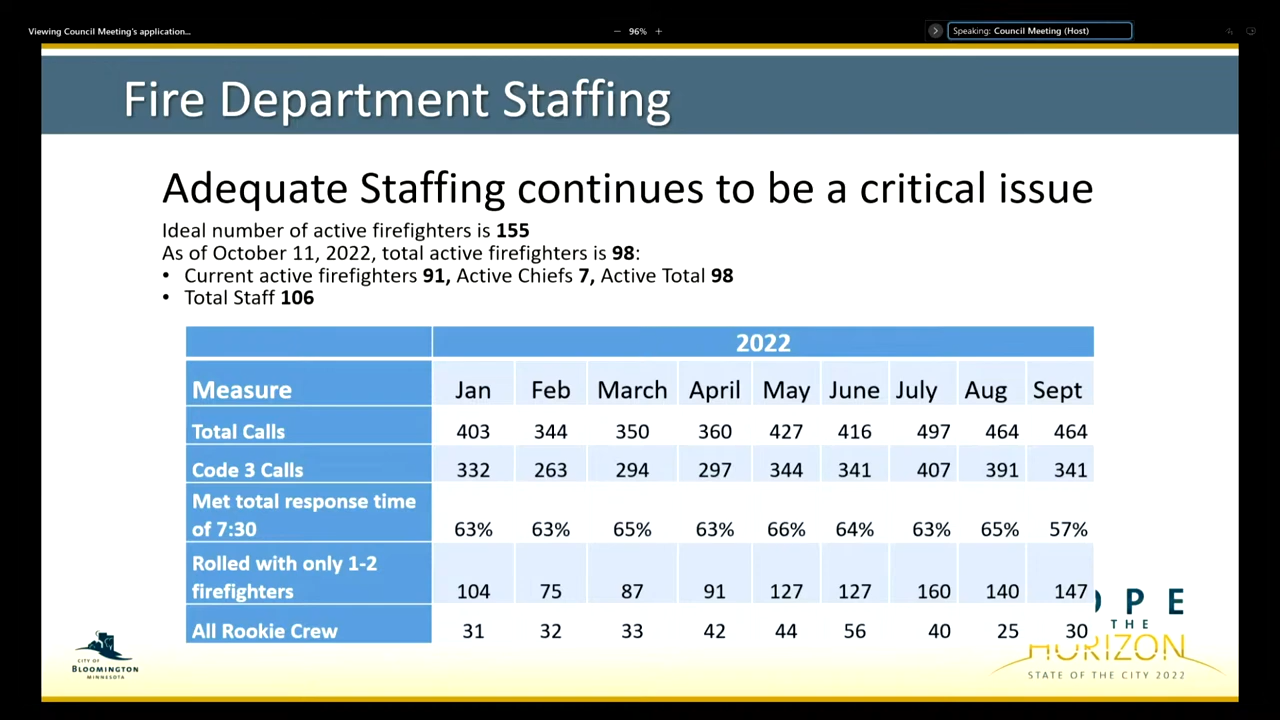 Viewing Council Meeting's application...
− 96% +
Speaking: Council Meeting (Host)
Fire Department Staffing
Adequate Staffing continues to be a critical issue
Ideal number of active firefighters is 155
As of October 11, 2022, total active firefighters is 98:
• Current active firefighters 91, Active Chiefs 7, Active Total 98
• Total Staff 106
2022
Measure Jan Feb March April May June July Aug Sept
Total Calls 403 344 350 360 427 416 497 464 464
Code 3 Calls 332 263 294 297 344 341 407 391 341
Met total response time
of 7:30 63% 63% 65% 63% 66% 64% 63% 65% 57%
Rolled with only 1-2
firefighters 104 75 87 91 127 127 160 140 147
All Rookie Crew 31 32 33 42 44 56 40 25 30
CITY OF
BLOOMINGTON
MINNESOTA
OPE
THE
HORIZON
STATE OF THE CITY 2022